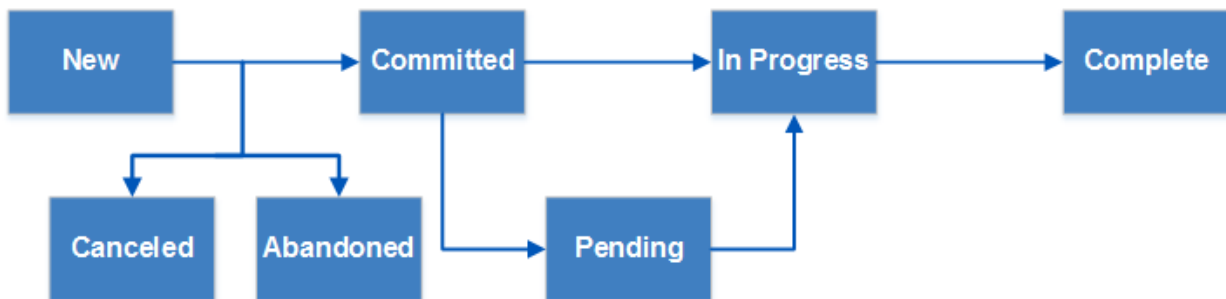 New
Committed
In Progress
Complete
Canceled
Abandoned
Pending